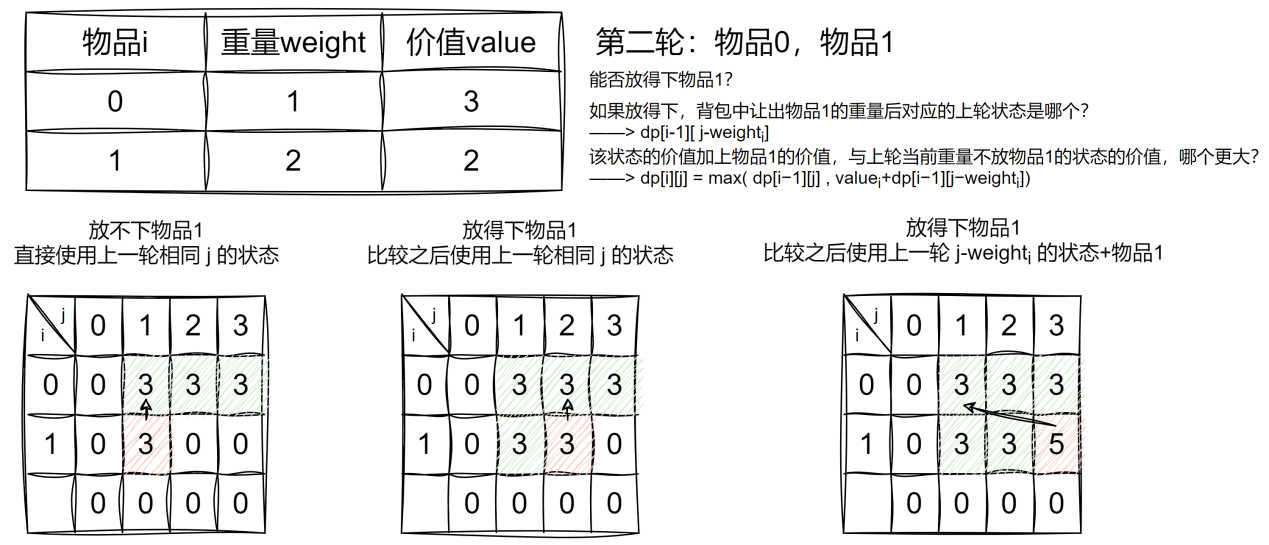 物品i 重量weight 价值value
0 1 3
1 2 2
第二轮：物品0，物品1
能否放得下物品1?
如果放得下，背包中让出物品1的重量后对应的上轮状态是哪个?
——> dp[i-1][ j-weightᵢ]
该状态的价值加上物品1的价值，与上轮当前重量不放物品1的状态的价值，哪个更大?
——> dp[i][j] = max( dp[i−1][j] , valueᵢ+dp[i−1][j−weightᵢ])
放不下物品1
直接使用上一轮相同 j 的状态
j
i
0 1 2 3
0 0 3 3 3
1 0 3 0 0
0 0 0 0
放得下物品1
比较之后使用上一轮相同 j 的状态
j
i
0 1 2 3
0 0 3 3 3
1 0 3 3 0
0 0 0 0
放得下物品1
比较之后使用上一轮 j-weightᵢ 的状态+物品1
j
i
0 1 2 3
0 0 3 3 3
1 0 3 3 5
0 0 0 0